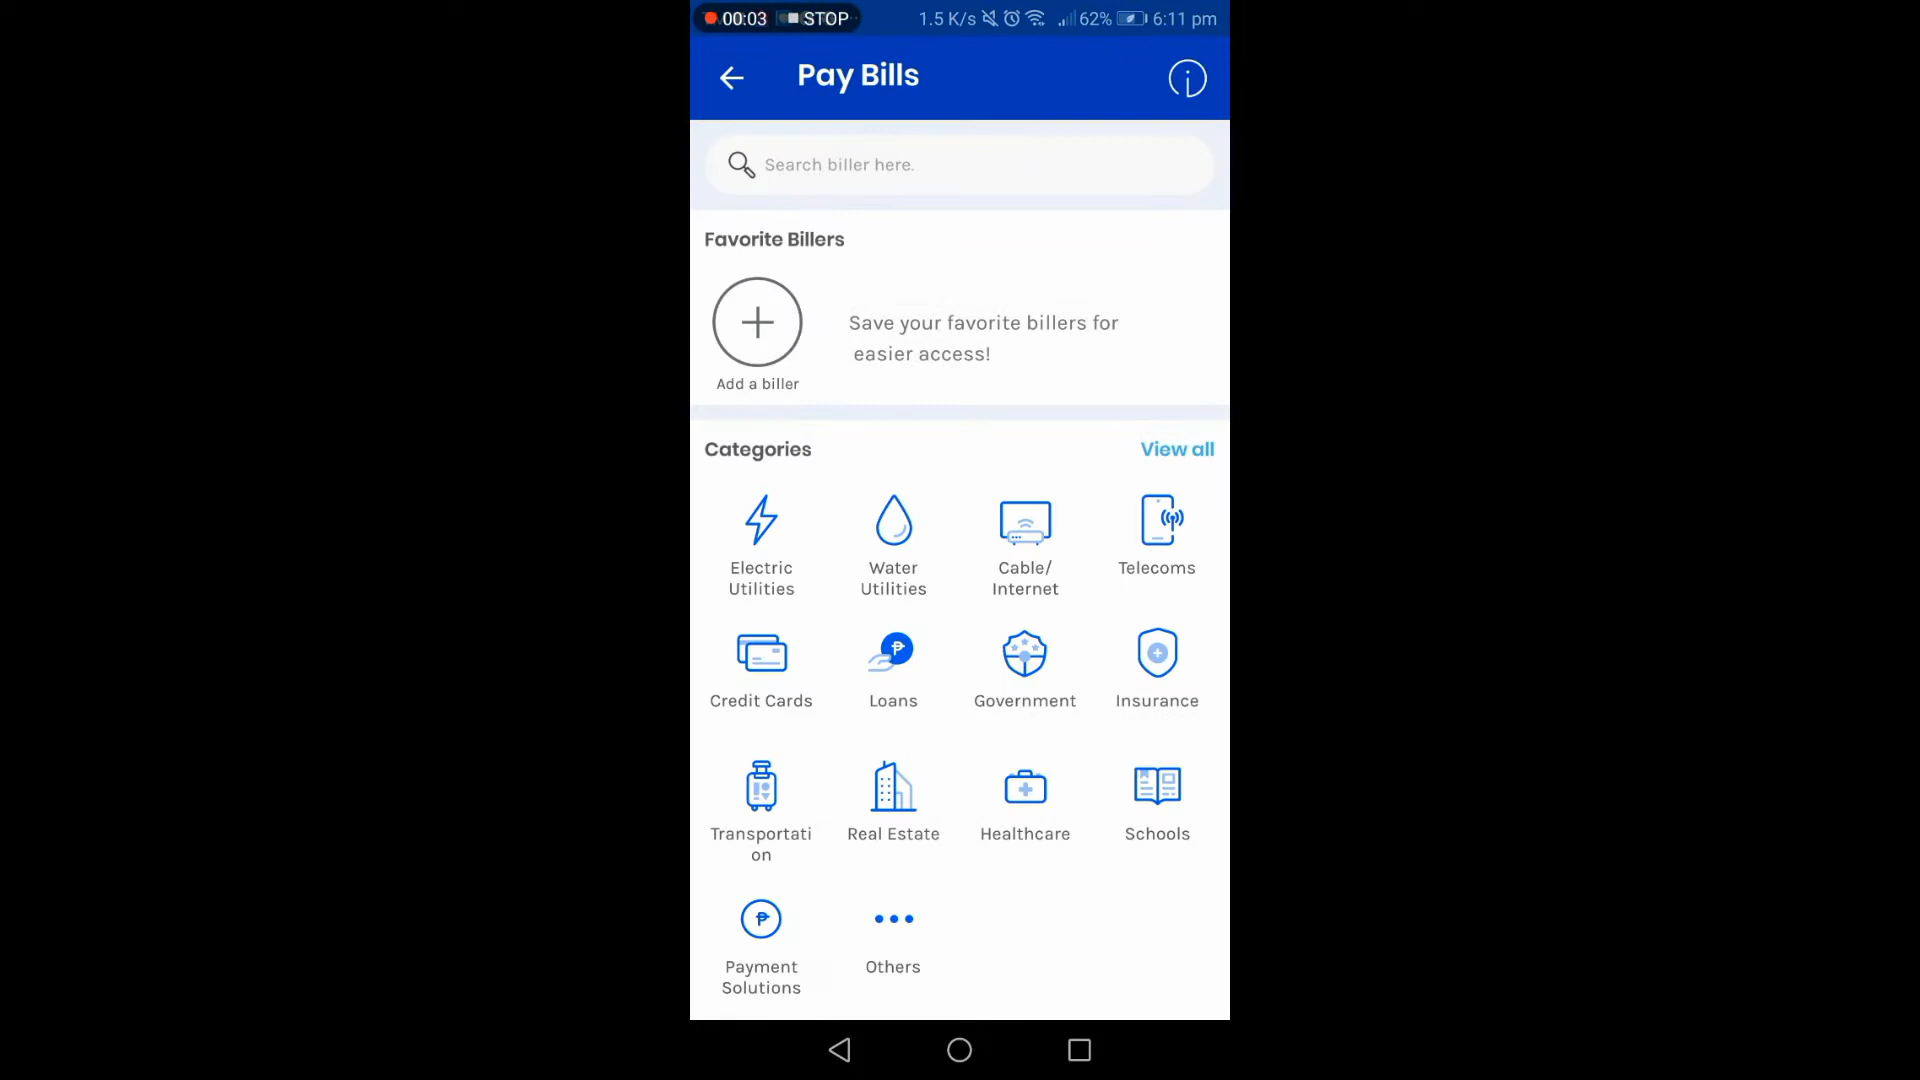 00:03 STOP 1.5 K/s 62% 6:11 pm
Pay Bills
Search biller here.
Favorite Billers
Save your favorite billers for
easier access!
Add a biller
Categories View all
Electric
Utilities
Water
Utilities
Cable/
Internet
Telecoms
Credit Cards
Loans
Government
Insurance
Transportati
on
Real Estate
Healthcare
Schools
Payment
Solutions
Others